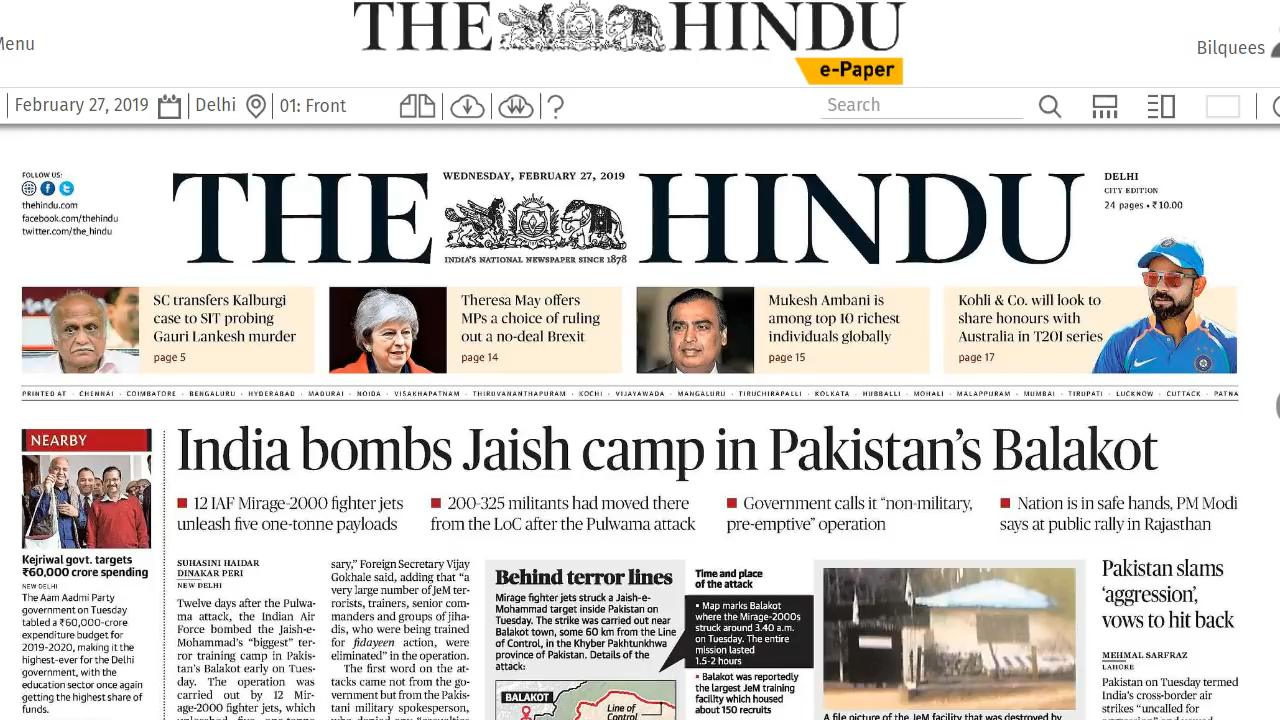 THE HINDU
e-Paper
Menu
Bilquees
February 27, 2019
Delhi
01: Front
?
Search
FOLLOW US:
thehindu.com
facebook.com/thehindu
twitter.com/the_hindu
THE HINDU
WEDNESDAY, FEBRUARY 27, 2019
INDIA'S NATIONAL NEWSPAPER SINCE 1878
DELHI
CITY EDITION
24 pages • ₹10.00
SC transfers Kalburgi
case to SIT probing
Gauri Lankesh murder
page 5
Theresa May offers
MPs a choice of ruling
out a no-deal Brexit
page 14
Mukesh Ambani is
among top 10 richest
individuals globally
page 15
Kohli & Co. will look to
share honours with
Australia in T20I series
page 17
PRINTED AT · CHENNAI · COIMBATORE · BENGALURU · HYDERABAD · MADURAI · NOIDA · VISAKHAPATNAM · THIRUVANANTHAPURAM · KOCHI · VIJAYAWADA · MANGALURU · TIRUCHIRAPALLI · KOLKATA · HUBBALLI · MOHALI · MALAPPURAM · MUMBAI · TIRUPATI · LUCKNOW · CUTTACK · PATNA
NEARBY
Kejriwal govt. targets
₹60,000 crore spending
NEW DELHI
The Aam Aadmi Party
government on Tuesday
tabled a ₹60,000-crore
expenditure budget for
2019-2020, making it the
highest-ever for the Delhi
government, with the
education sector once again
getting the highest share of
funds.
India bombs Jaish camp in Pakistan's Balakot
12 IAF Mirage-2000 fighter jets
unleash five one-tonne payloads
200-325 militants had moved there
from the LoC after the Pulwama attack
Government calls it "non-military,
pre-emptive" operation
Nation is in safe hands, PM Modi
says at public rally in Rajasthan
SUHASINI HAIDAR
DINAKAR PERI
NEW DELHI
Twelve days after the Pulwa-
ma attack, the Indian Air
Force bombed the Jaish-e-
Mohammad's "biggest" ter-
ror training camp in Pakis-
tan's Balakot early on Tues-
day. The operation was
carried out by 12 Mir-
age-2000 fighter jets, which
unleashed five one-tonne
sary," Foreign Secretary Vijay
Gokhale said, adding that "a
very large number of JeM ter-
rorists, trainers, senior com-
manders and groups of jiha-
dis, who were being trained
for fidayeen action, were
eliminated" in the operation.
The first word on the at-
tacks came not from the go-
vernment but from the Pakis-
tani military spokesperson,
who denied any "casualties
Behind terror lines
Mirage fighter jets struck a Jaish-e-
Mohammad target inside Pakistan on
Tuesday. The strike was carried out near
Balakot town, some 60 km from the Line
of Control, in the Khyber Pakhtunkhwa
province of Pakistan. Details of the
attack:
BALAKOT
Line of
Control
Time and place
of the attack
• Map marks Balakot
where the Mirage-2000s
struck around 3.40 a.m.
on Tuesday. The entire
mission lasted
1.5-2 hours
• Balakot was reportedly
the largest JeM training
facility which housed
about 150 recruits
A file picture of the JeM facility that was destroyed by
Pakistan slams
'aggression',
vows to hit back
MEHMAL SARFRAZ
LAHORE
Pakistan on Tuesday termed
India's cross-border air
strikes "uncalled for